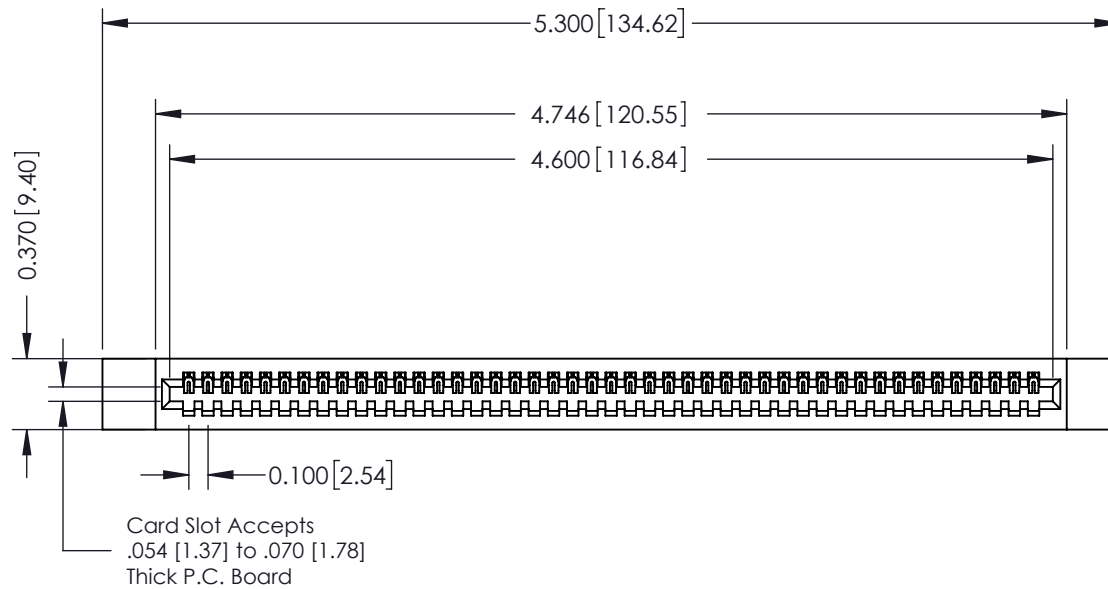 5.300 [134.62]
4.746 [120.55]
4.600 [116.84]
0.370 [9.40]
0.100 [2.54]
Card Slot Accepts
.054 [1.37] to .070 [1.78]
Thick P.C. Board